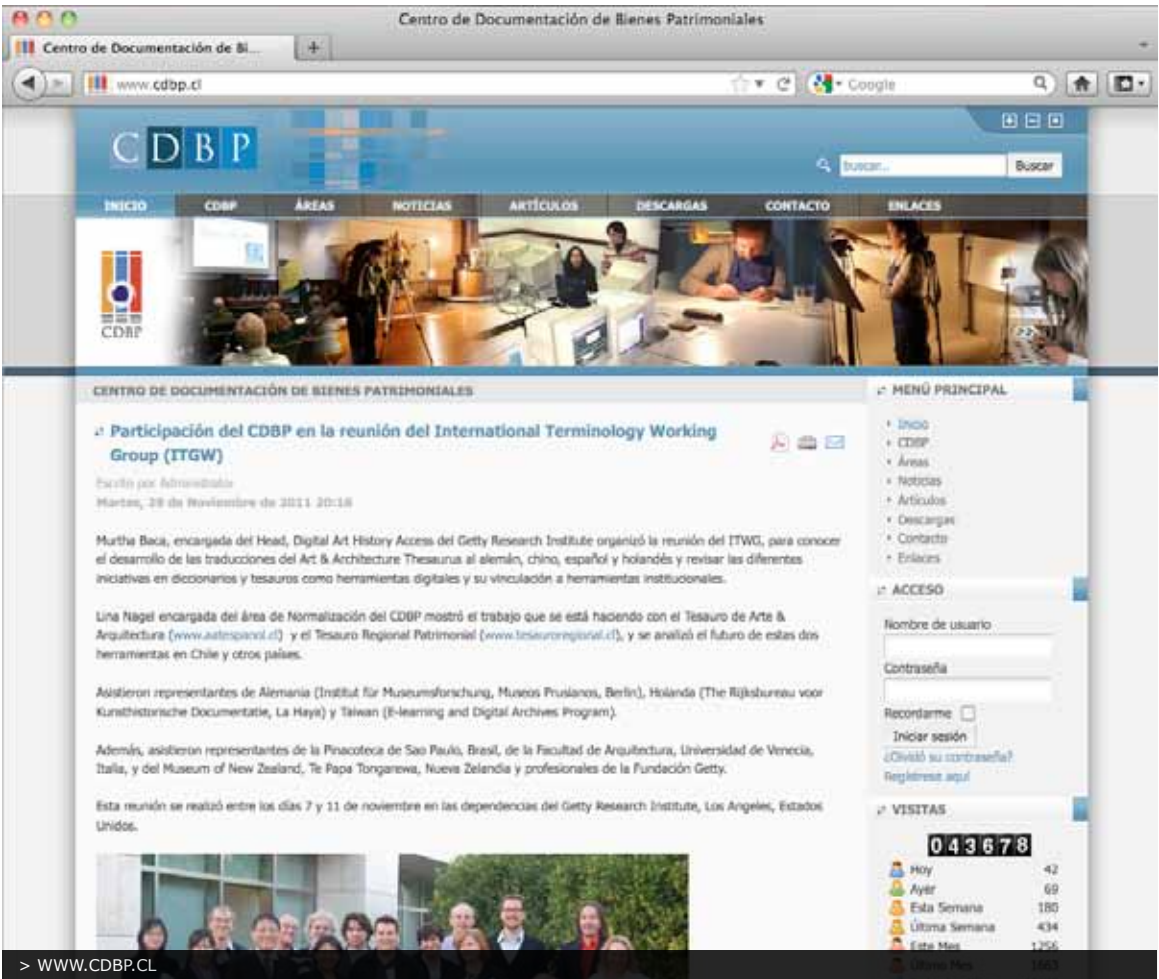 Centro de Documentación de Bienes Patrimoniales
Centro de Documentación de Bi...
www.cdbp.cl
Google
CDBP
buscar...
Buscar
INICIO CDBP ÁREAS NOTICIAS ARTÍCULOS DESCARGAS CONTACTO ENLACES
CDBP
CENTRO DE DOCUMENTACIÓN DE BIENES PATRIMONIALES
Participación del CDBP en la reunión del International Terminology Working
Group (ITGW)
Escrito por Administrator
Martes, 29 de Noviembre de 2011 20:16
Murtha Baca, encargada del Head, Digital Art History Access del Getty Research Institute organizó la reunión del ITWG, para conocer
el desarrollo de las traducciones del Art & Architecture Thesaurus al alemán, chino, español y holandés y revisar las diferentes
iniciativas en diccionarios y tesauros como herramientas digitales y su vinculación a herramientas institucionales.
Lina Nagel encargada del área de Normalización del CDBP mostró el trabajo que se está haciendo con el Tesauro de Arte &
Arquitectura (www.aatespanol.cl) y el Tesauro Regional Patrimonial (www.tesauroregional.cl), y se analizó el futuro de estas dos
herramientas en Chile y otros países.
Asistieron representantes de Alemania (Institut für Museumsforschung, Museos Prusianos, Berlin), Holanda (The Rijksbureau voor
Kunsthistorische Documentatie, La Haya) y Taiwan (E-learning and Digital Archives Program).
Además, asistieron representantes de la Pinacoteca de Sao Paulo, Brasil, de la Facultad de Arquitectura, Universidad de Venecia,
Italia, y del Museum of New Zealand, Te Papa Tongarewa, Nueva Zelandia y profesionales de la Fundación Getty.
Esta reunión se realizó entre los días 7 y 11 de noviembre en las dependencias del Getty Research Institute, Los Angeles, Estados
Unidos.
MENÚ PRINCIPAL
Inicio
CDBP
Áreas
Noticias
Artículos
Descargas
Contacto
Enlaces
ACCESO
Nombre de usuario
Contraseña
Recordarme
Iniciar sesión
¿Olvidó su contraseña?
Regístrese aquí
VISITAS
043678
Hoy 42
Ayer 69
Esta Semana 180
Última Semana 434
Este Mes 1256
Último Mes 1663
> WWW.CDBP.CL